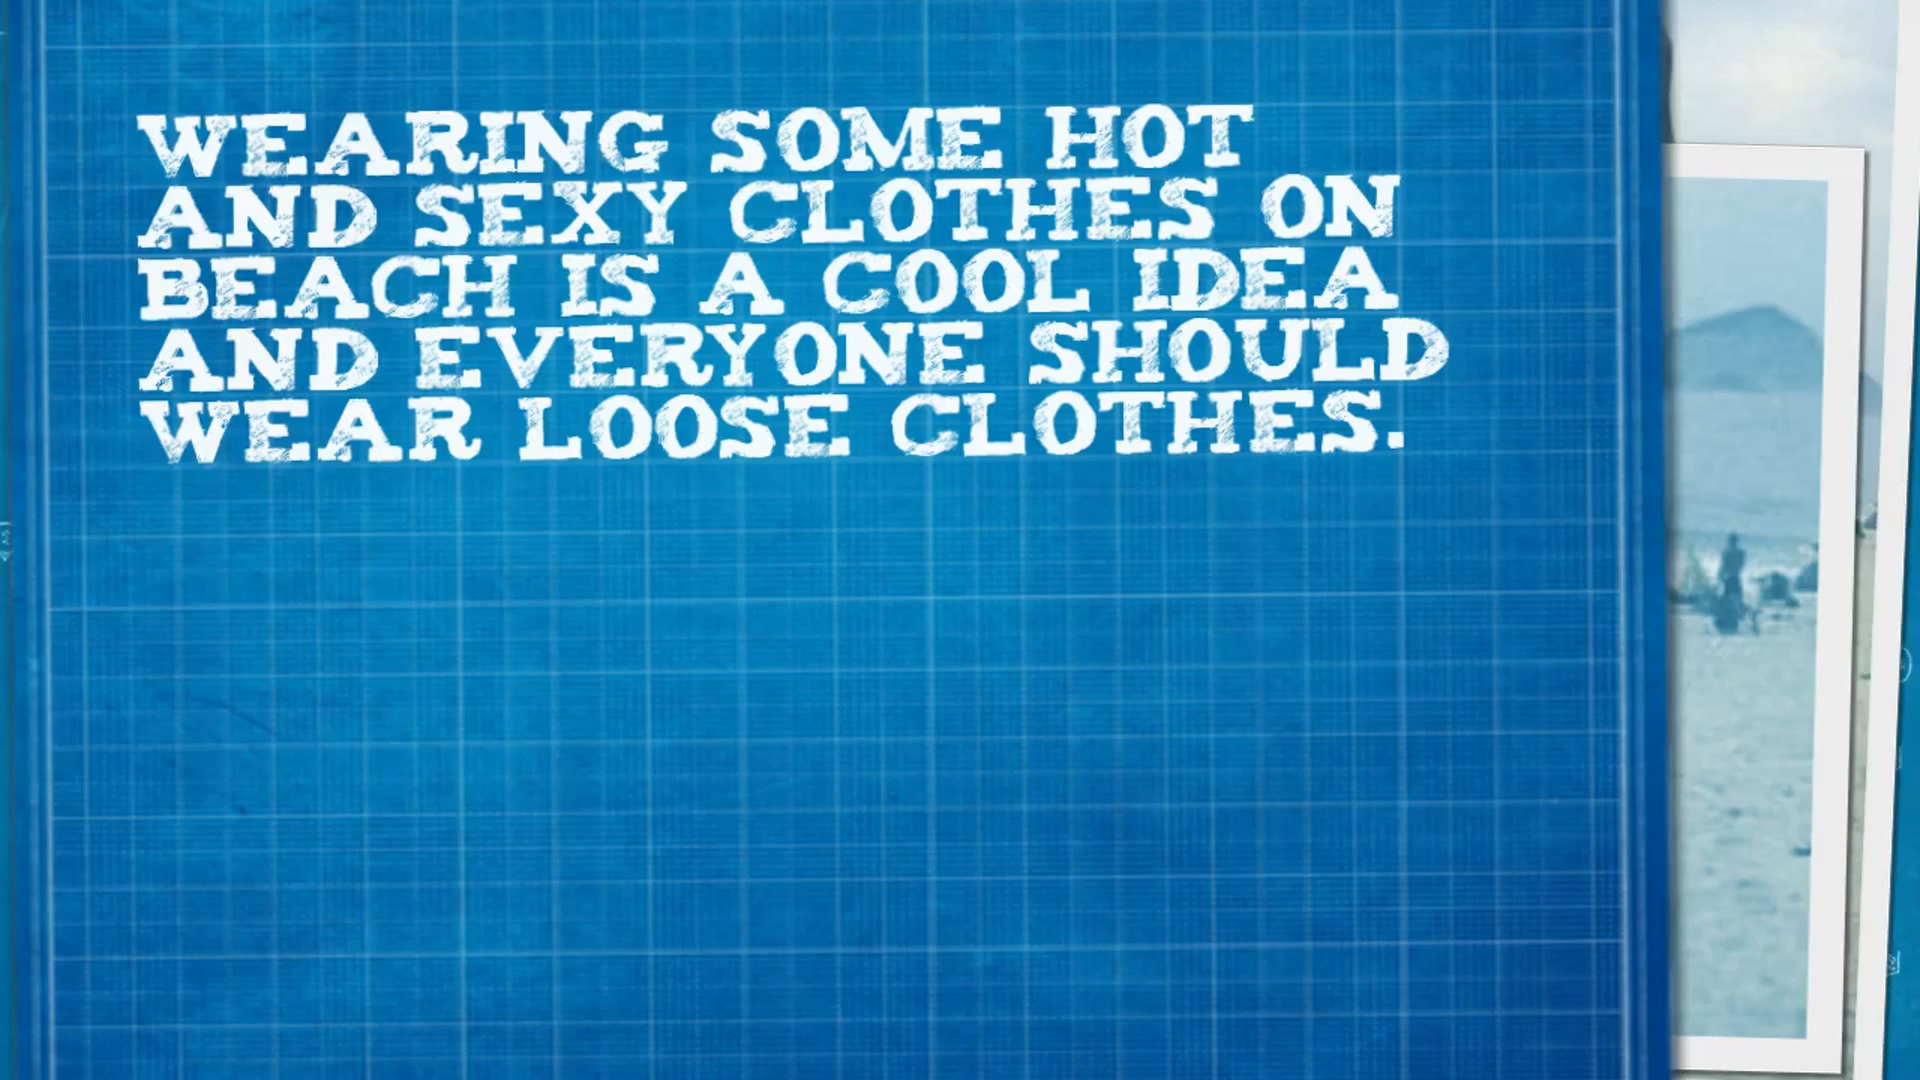 WEARING SOME HOT
AND SEXY CLOTHES ON
BEACH IS A COOL IDEA
AND EVERYONE SHOULD
WEAR LOOSE CLOTHES.